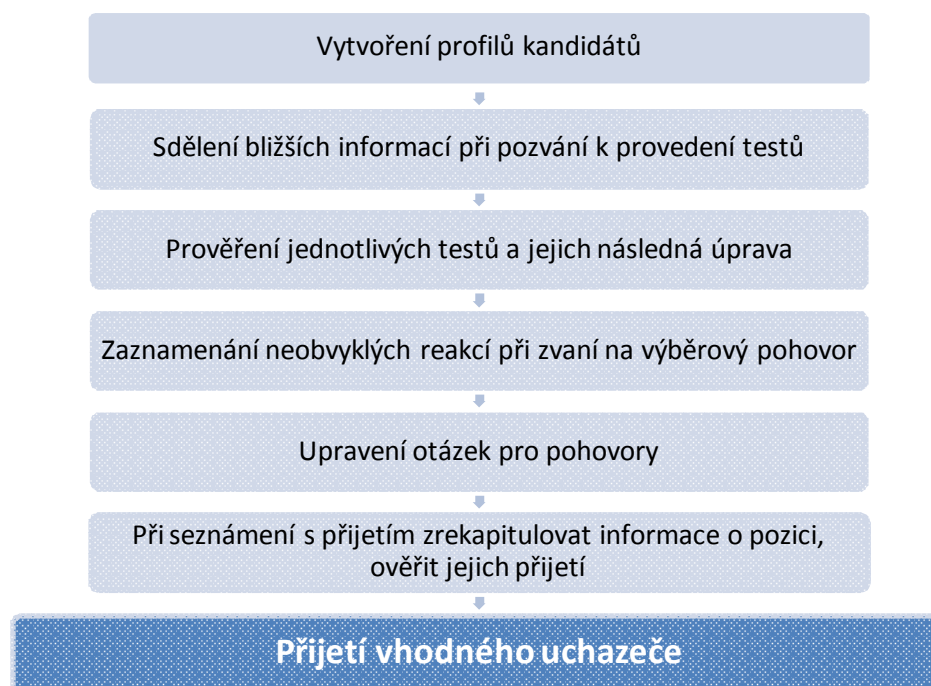 Vytvoření profilů kandidátů
Sdělení bližších informací při pozvání k provedení testů
Prověření jednotlivých testů a jejich následná úprava
Zaznamenání neobvyklých reakcí při zvaní na výběrový pohovor
Upravení otázek pro pohovory
Při seznámení s přijetím zrekapitulovat informace o pozici,
ověřit jejich přijetí
Přijetí vhodného uchazeče